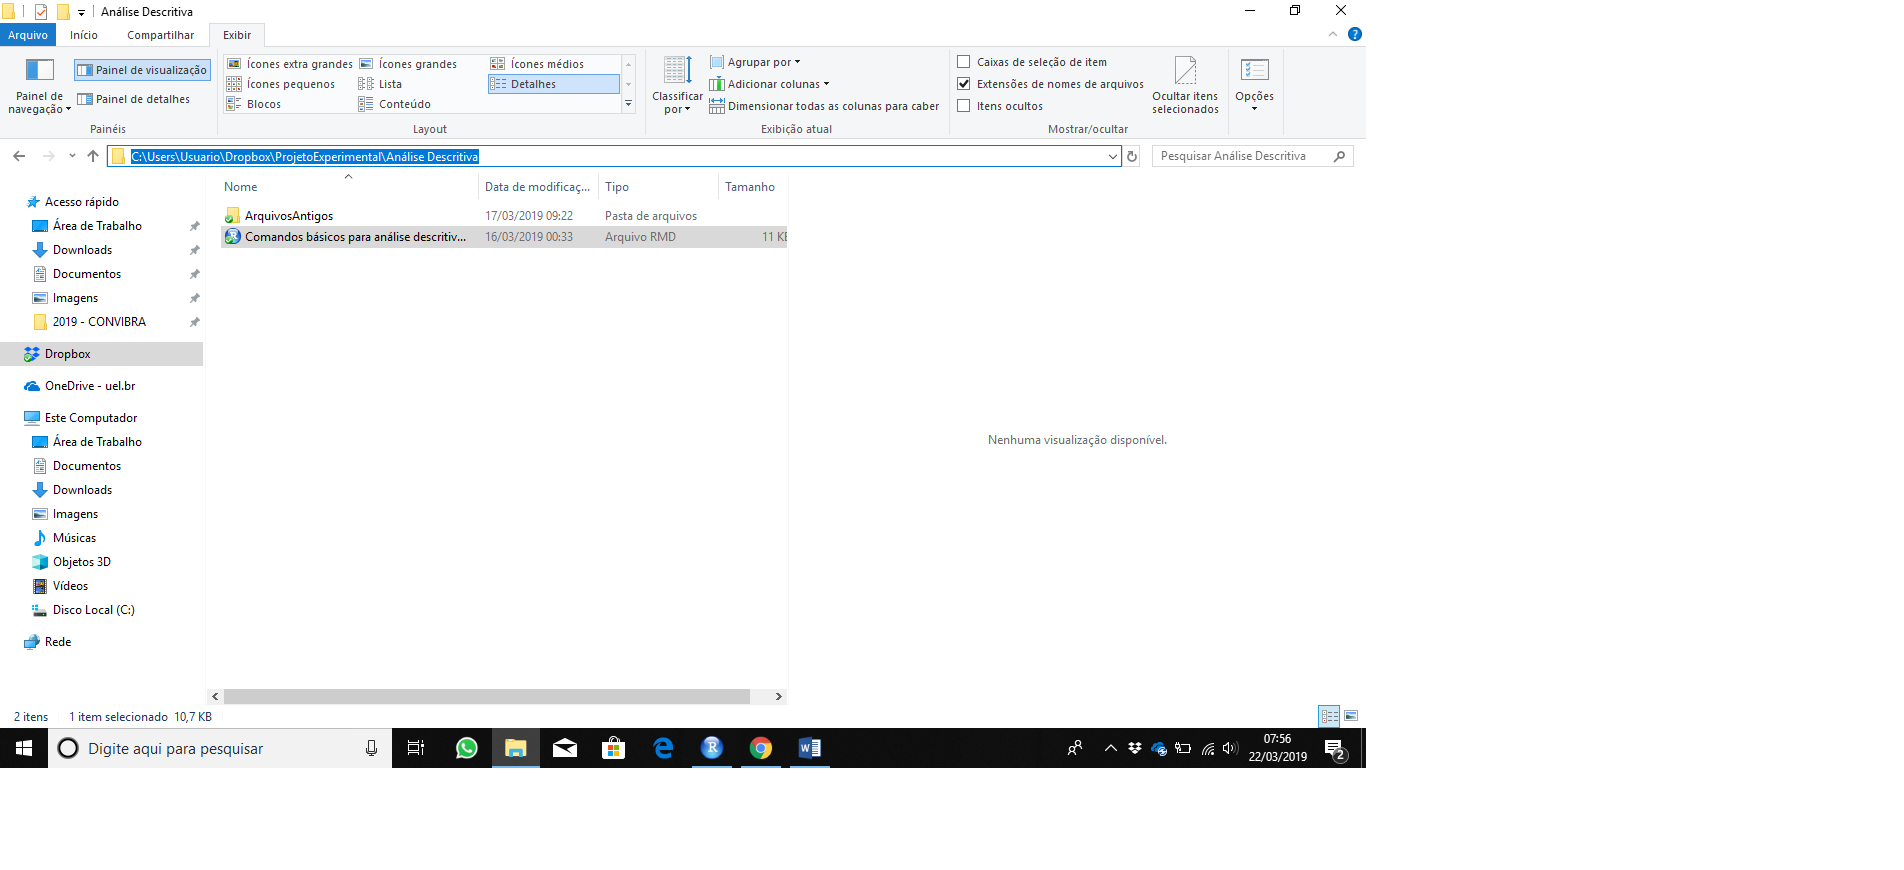 Análise Descritiva
Arquivo Início Compartilhar Exibir
Painel de navegação
Painel de visualização
Painel de detalhes
Painéis
Ícones extra grandes Ícones grandes Ícones médios
Ícones pequenos Lista Detalhes
Blocos Conteúdo
Layout
Classificar por
Agrupar por
Adicionar colunas
Dimensionar todas as colunas para caber
Exibição atual
Caixas de seleção de item
Extensões de nomes de arquivos
Itens ocultos
Ocultar itens selecionados
Mostrar/ocultar
Opções
C:\Users\Usuario\Dropbox\ProjetoExperimental\Análise Descritiva
Pesquisar Análise Descritiva
Nome Data de modificaç... Tipo Tamanho
ArquivosAntigos 17/03/2019 09:22 Pasta de arquivos
Comandos básicos para análise descritiv... 16/03/2019 00:33 Arquivo RMD 11 KB
Acesso rápido
Área de Trabalho
Downloads
Documentos
Imagens
2019 - CONVIBRA
Dropbox
OneDrive - uel.br
Este Computador
Área de Trabalho
Documentos
Downloads
Imagens
Músicas
Objetos 3D
Vídeos
Disco Local (C:)
Rede
Nenhuma visualização disponível.
2 itens 1 item selecionado 10,7 KB
Digite aqui para pesquisar
07:56
22/03/2019
2